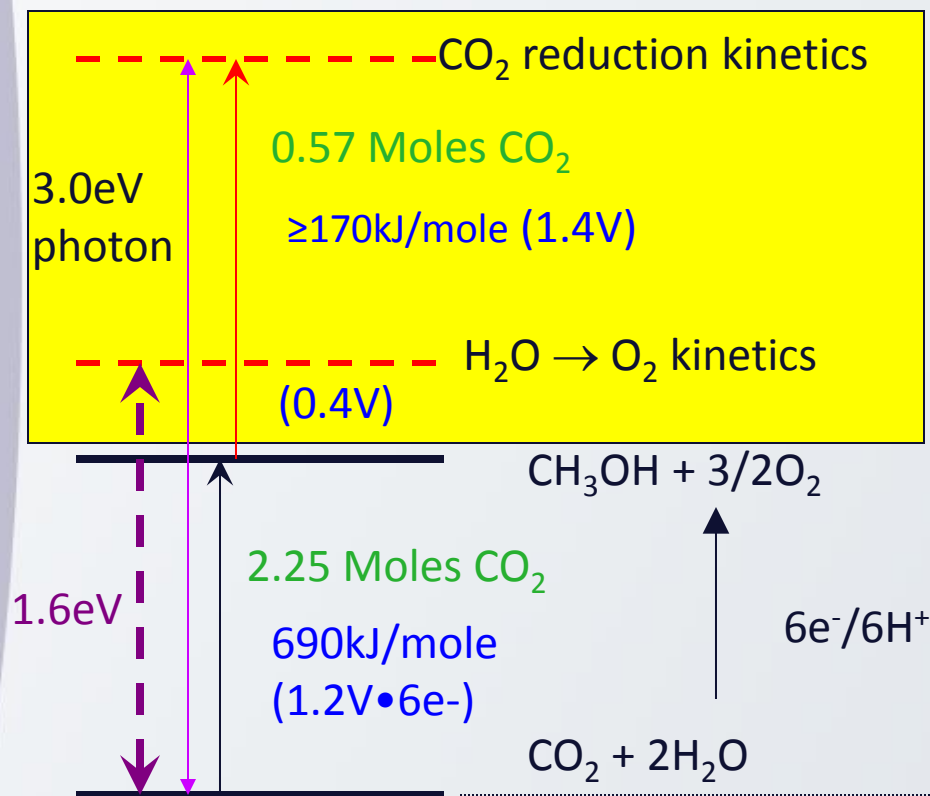 CO₂ reduction kinetics
0.57 Moles CO₂
3.0eV
photon
≥170kJ/mole (1.4V)
H₂O → O₂ kinetics
(0.4V)
CH₃OH + 3/2O₂
2.25 Moles CO₂
1.6eV
6e⁻/6H⁺
690kJ/mole
(1.2V•6e-)
CO₂ + 2H₂O